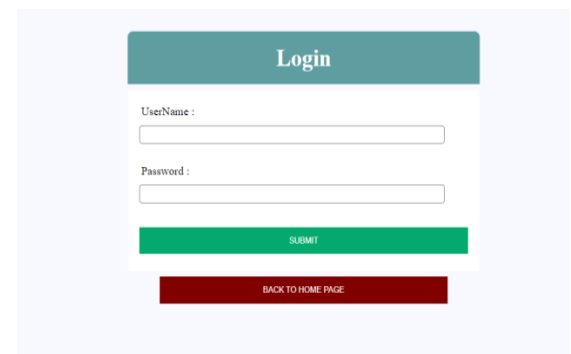 Login
UserName :
Password :
SUBMIT
BACK TO HOME PAGE